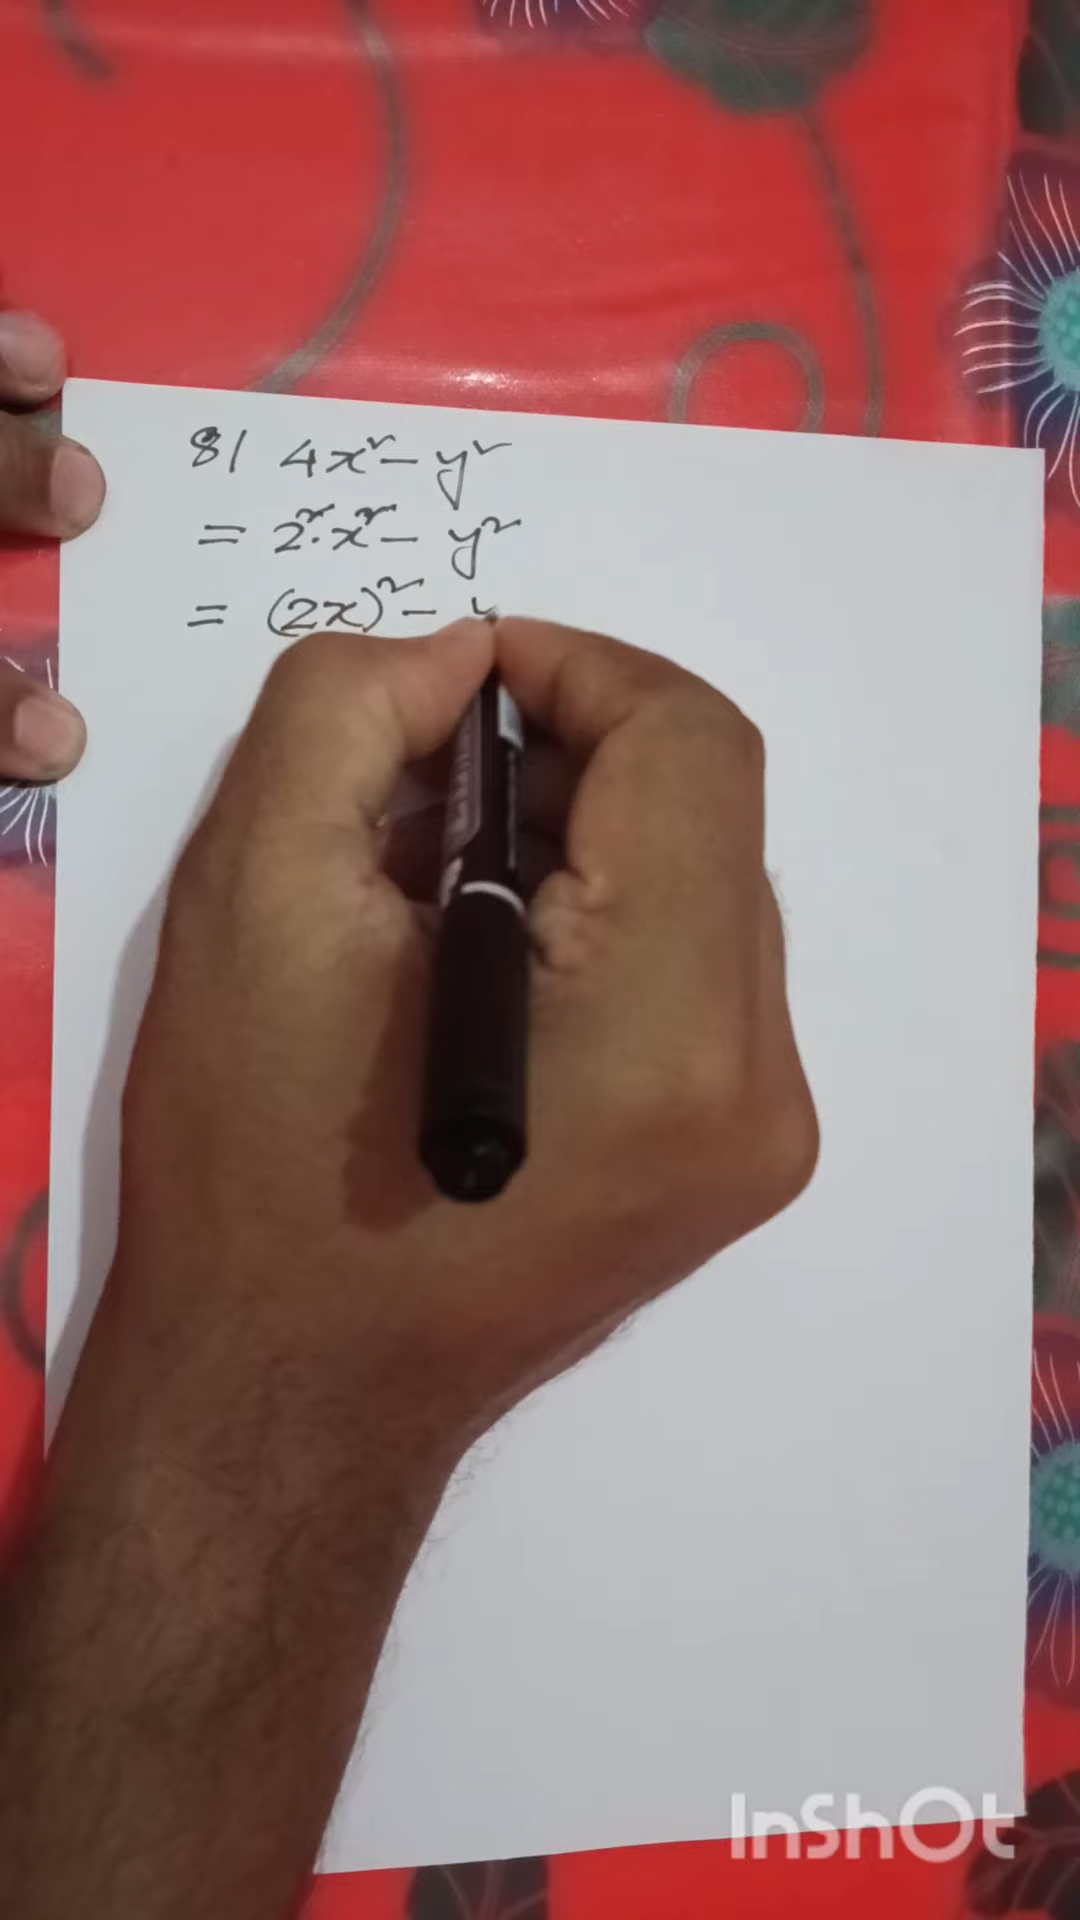 8/ 4x² - y²
= 2².x² - y²
= (2x)² -
InShOt